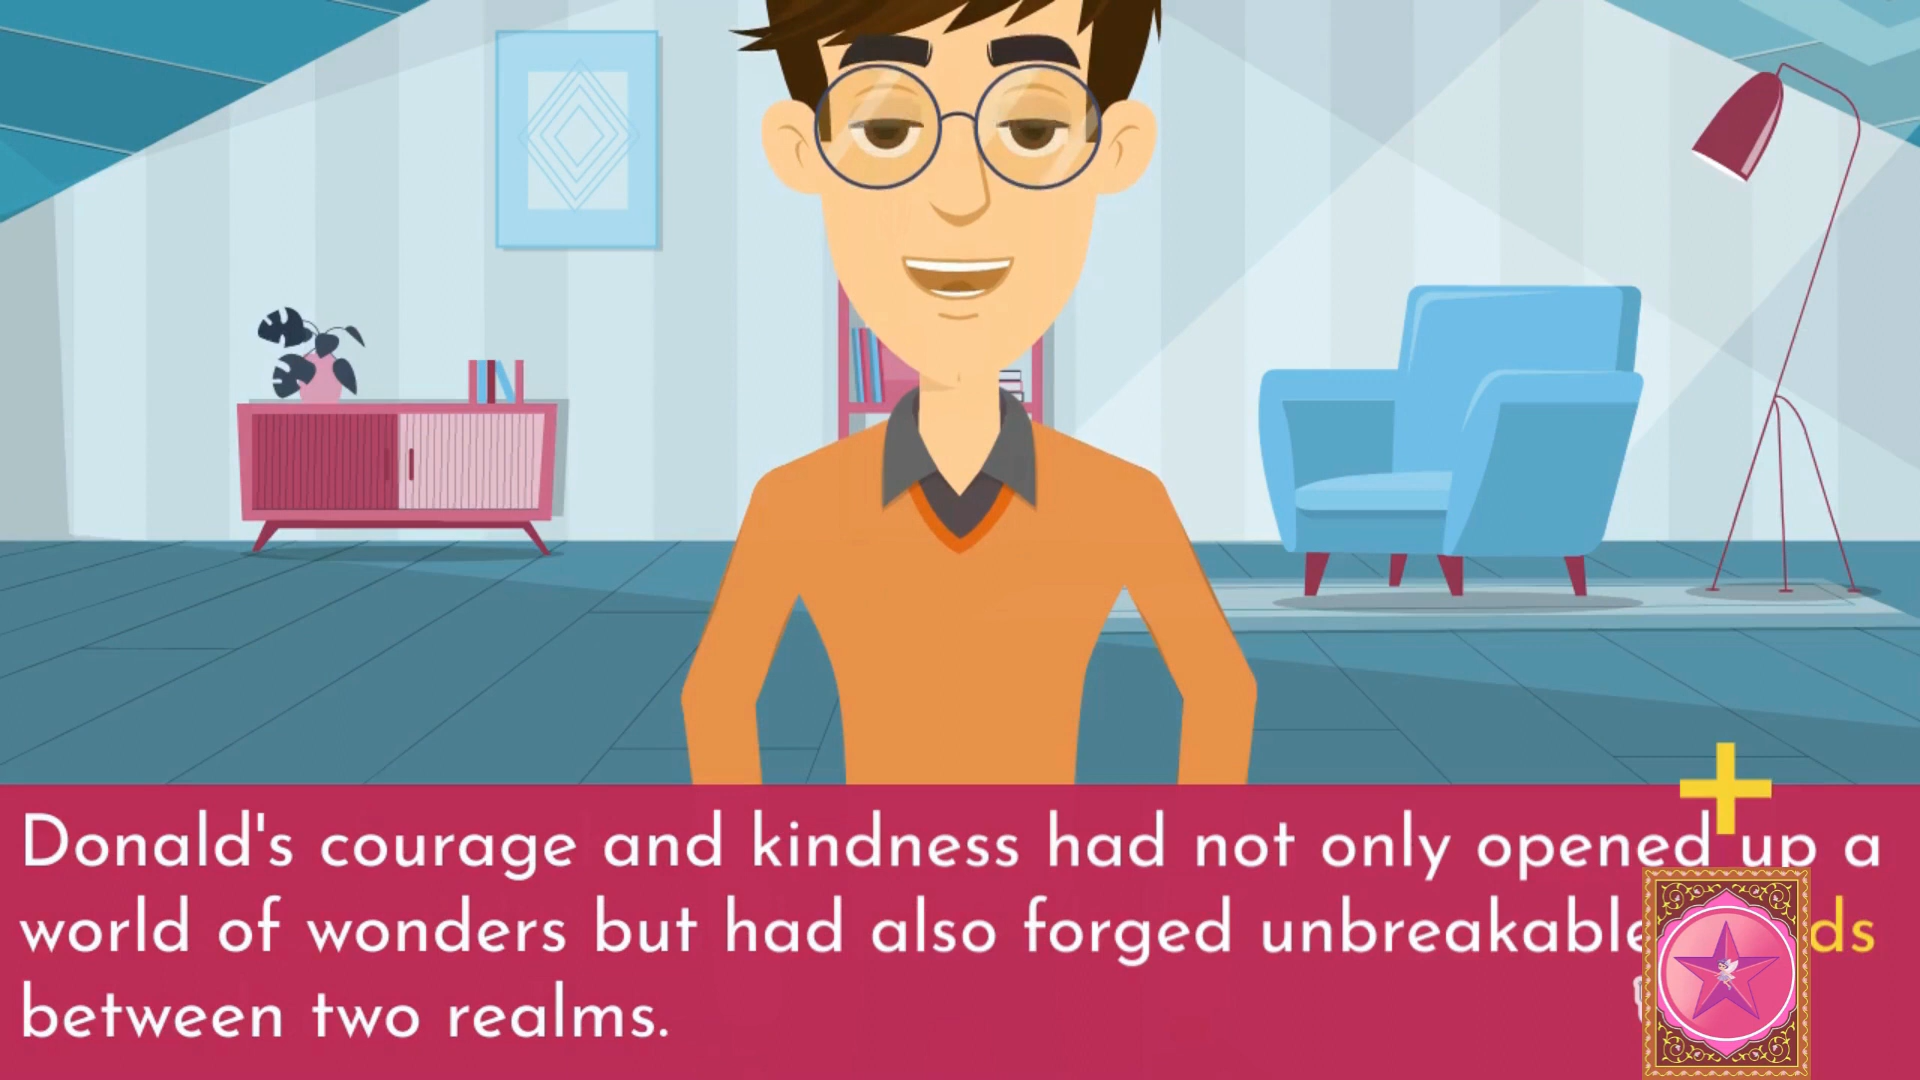 Donald's courage and kindness had not only opened up a
world of wonders but had also forged unbreakable
between two realms.